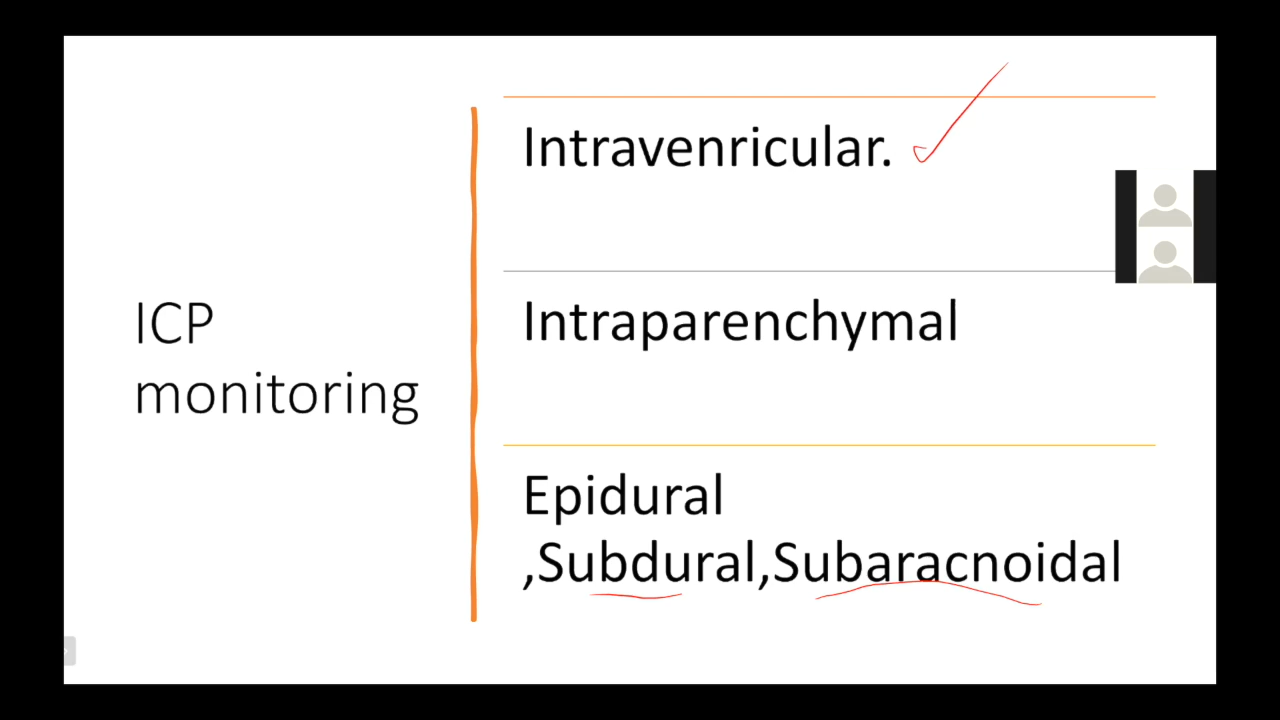 ICP
monitoring
Intravenricular.
Intraparenchymal
Epidural
,Subdural,Subaracnoidal